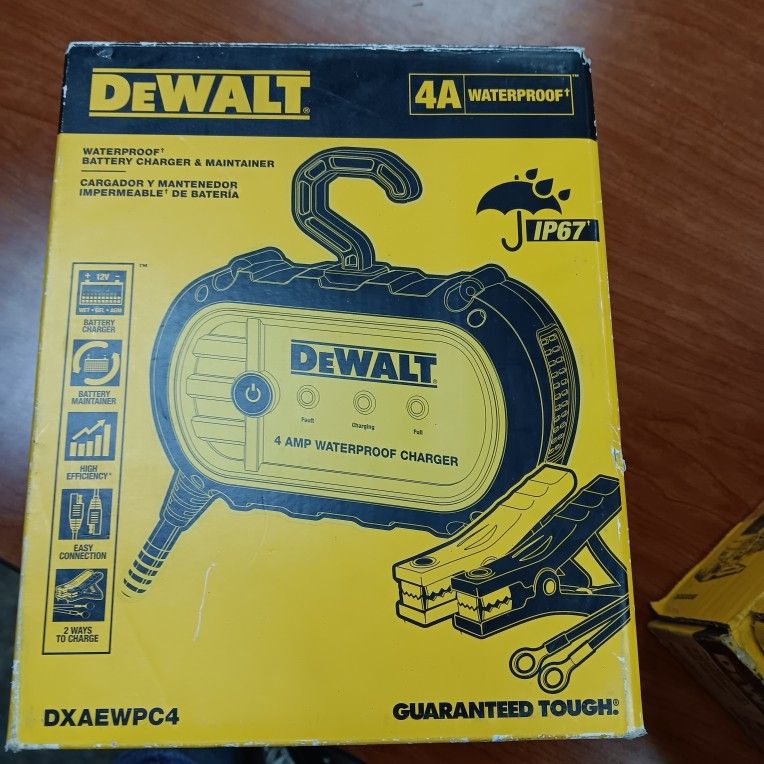 DEWALT®
4A WATERPROOF†™
WATERPROOF†
BATTERY CHARGER & MAINTAINER
CARGADOR Y MANTENEDOR
IMPERMEABLE† DE BATERÍA
IP67†
™
+ 12V -
WET • GEL • AGM
BATTERY
CHARGER
BATTERY
MAINTAINER
HIGH
EFFICIENCY*
EASY
CONNECTION
2 WAYS
TO CHARGE
DEWALT®
Fault
Charging
Full
4 AMP WATERPROOF CHARGER
DXAEWPC4
GUARANTEED TOUGH®